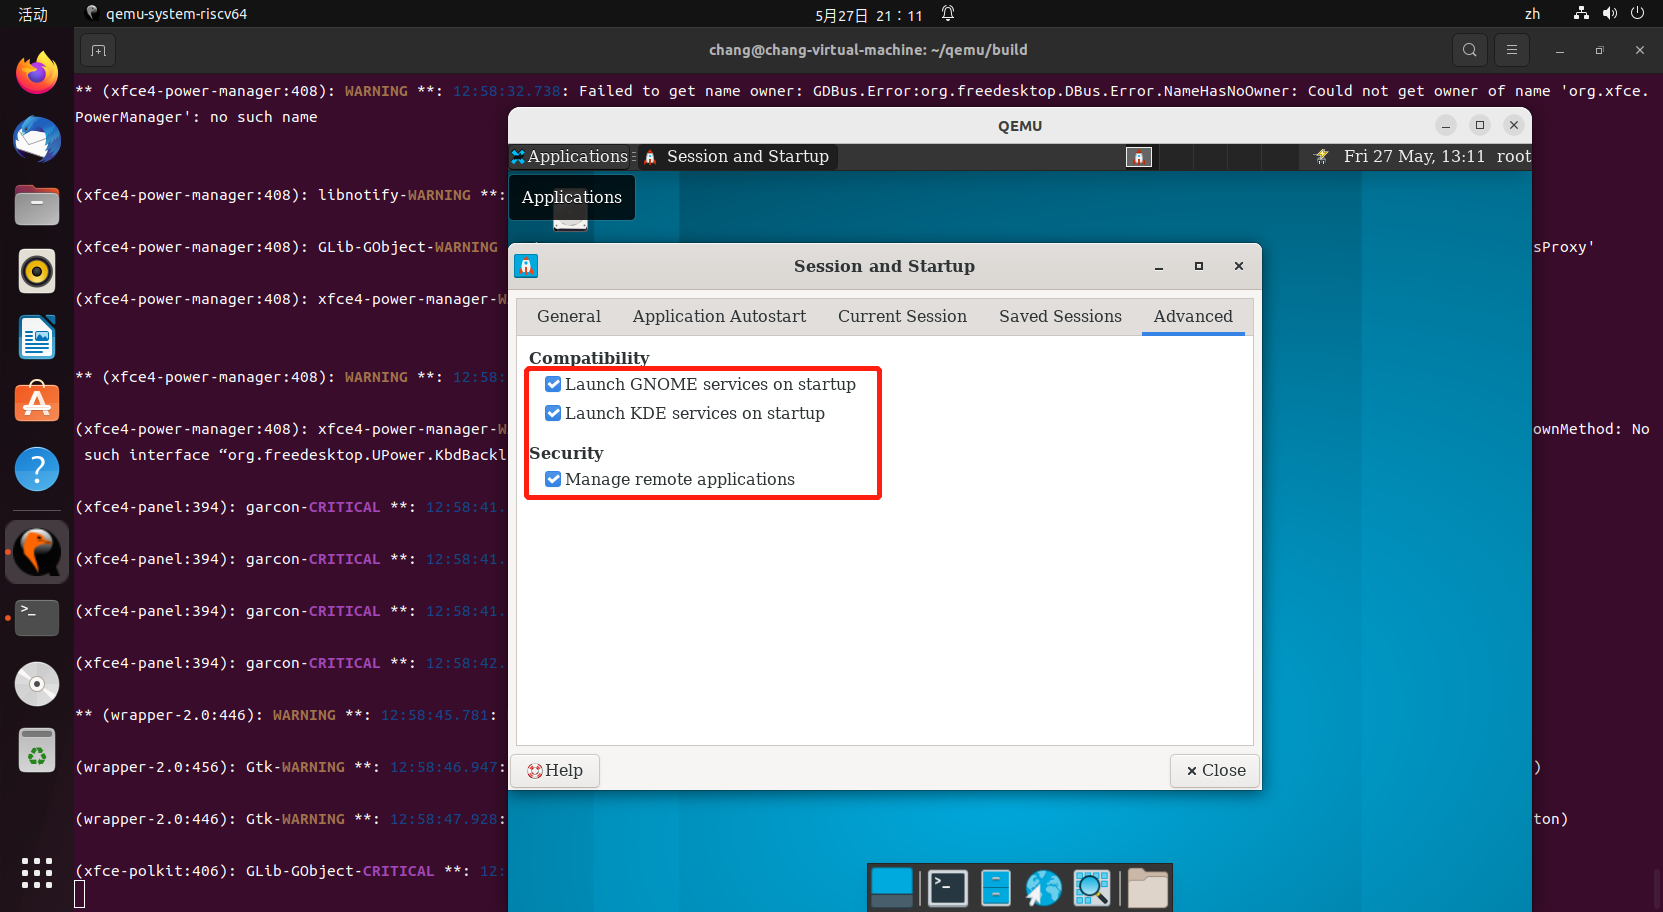 活动
qemu-system-riscv64
5月27日 21：11
zh
chang@chang-virtual-machine: ~/qemu/build
** (xfce4-power-manager:408): WARNING **: 12:58:32.738: Failed to get name owner: GDBus.Error:org.freedesktop.DBus.Error.NameHasNoOwner: Could not get owner of name 'org.xfce.
PowerManager': no such name
QEMU
Applications
Session and Startup
Fri 27 May, 13:11 root
(xfce4-power-manager:408): libnotify-WARNING **:
Applications
(xfce4-power-manager:408): GLib-GObject-WARNING
sProxy'
Session and Startup
(xfce4-power-manager:408): xfce4-power-manager-W
General
Application Autostart
Current Session
Saved Sessions
Advanced
Compatibility
Launch GNOME services on startup
Launch KDE services on startup
Security
Manage remote applications
** (xfce4-power-manager:408): WARNING **: 12:58:
(xfce4-power-manager:408): xfce4-power-manager-W
ownMethod: No
such interface “org.freedesktop.UPower.KbdBackl
(xfce4-panel:394): garcon-CRITICAL **: 12:58:41.
(xfce4-panel:394): garcon-CRITICAL **: 12:58:41.
(xfce4-panel:394): garcon-CRITICAL **: 12:58:41.
(xfce4-panel:394): garcon-CRITICAL **: 12:58:42.
** (wrapper-2.0:446): WARNING **: 12:58:45.781:
(wrapper-2.0:456): Gtk-WARNING **: 12:58:46.947:
)
Help
Close
(wrapper-2.0:446): Gtk-WARNING **: 12:58:47.928:
ton)
(xfce-polkit:406): GLib-GObject-CRITICAL **: 12: